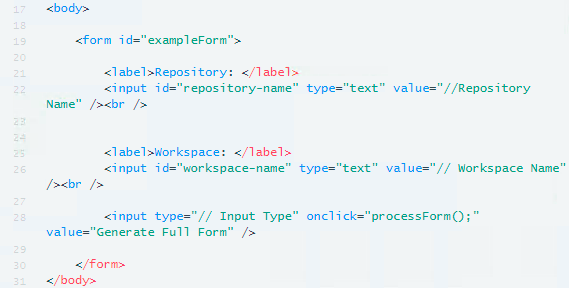 17 <body>
18
19 <form id="exampleForm">
20
21 <label>Repository: </label>
22 <input id="repository-name" type="text" value="//Repository
Name" /><br />
23
24
25 <label>Workspace: </label>
26 <input id="workspace-name" type="text" value="// Workspace Name"
/><br />
27
28 <input type="// Input Type" onclick="processForm();"
value="Generate Full Form" />
29
30 </form>
31 </body>